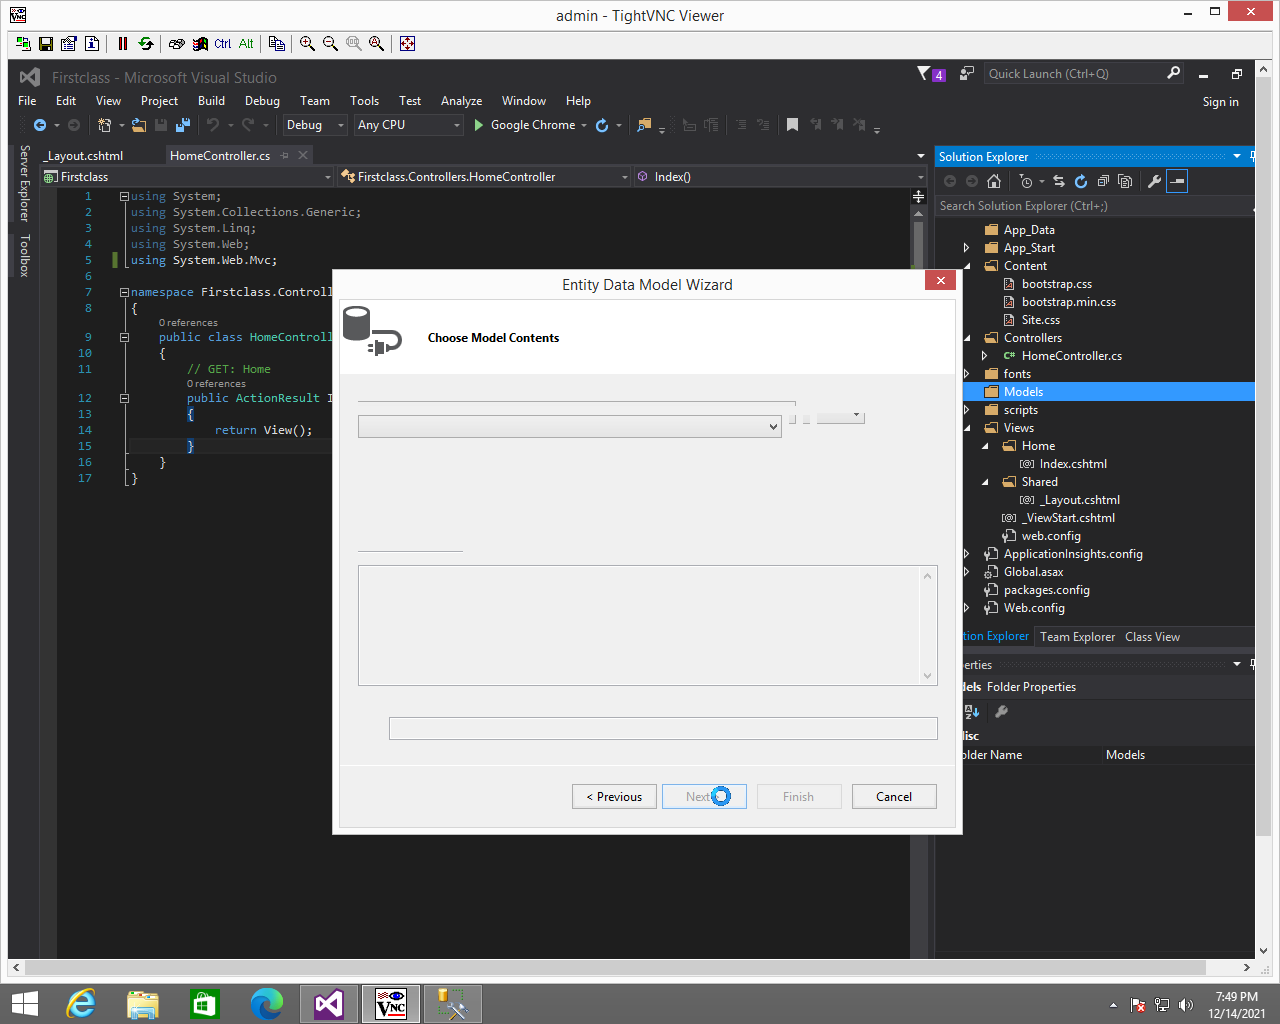 admin - TightVNC Viewer
Ctrl Alt
Firstclass - Microsoft Visual Studio
4
Quick Launch (Ctrl+Q)
File Edit View Project Build Debug Team Tools Test Analyze Window Help
Sign in
Debug Any CPU Google Chrome
Server Explorer
Toolbox
_Layout.cshtml HomeController.cs
Firstclass Firstclass.Controllers.HomeController Index()
1 using System;
2 using System.Collections.Generic;
3 using System.Linq;
4 using System.Web;
5 using System.Web.Mvc;
6
7 namespace Firstclass.Controll
8 {
0 references
9 public class HomeControll
10 {
11 // GET: Home
0 references
12 public ActionResult I
13 {
14 return View();
15 }
16 }
17 }
Entity Data Model Wizard
Choose Model Contents
< Previous Next Finish Cancel
Solution Explorer
Search Solution Explorer (Ctrl+;)
App_Data
App_Start
Content
bootstrap.css
bootstrap.min.css
Site.css
Controllers
C# HomeController.cs
fonts
Models
scripts
Views
Home
Index.cshtml
Shared
_Layout.cshtml
_ViewStart.cshtml
web.config
ApplicationInsights.config
Global.asax
packages.config
Web.config
tion Explorer Team Explorer Class View
perties
dels Folder Properties
Misc
older Name Models
7:49 PM
12/14/2021